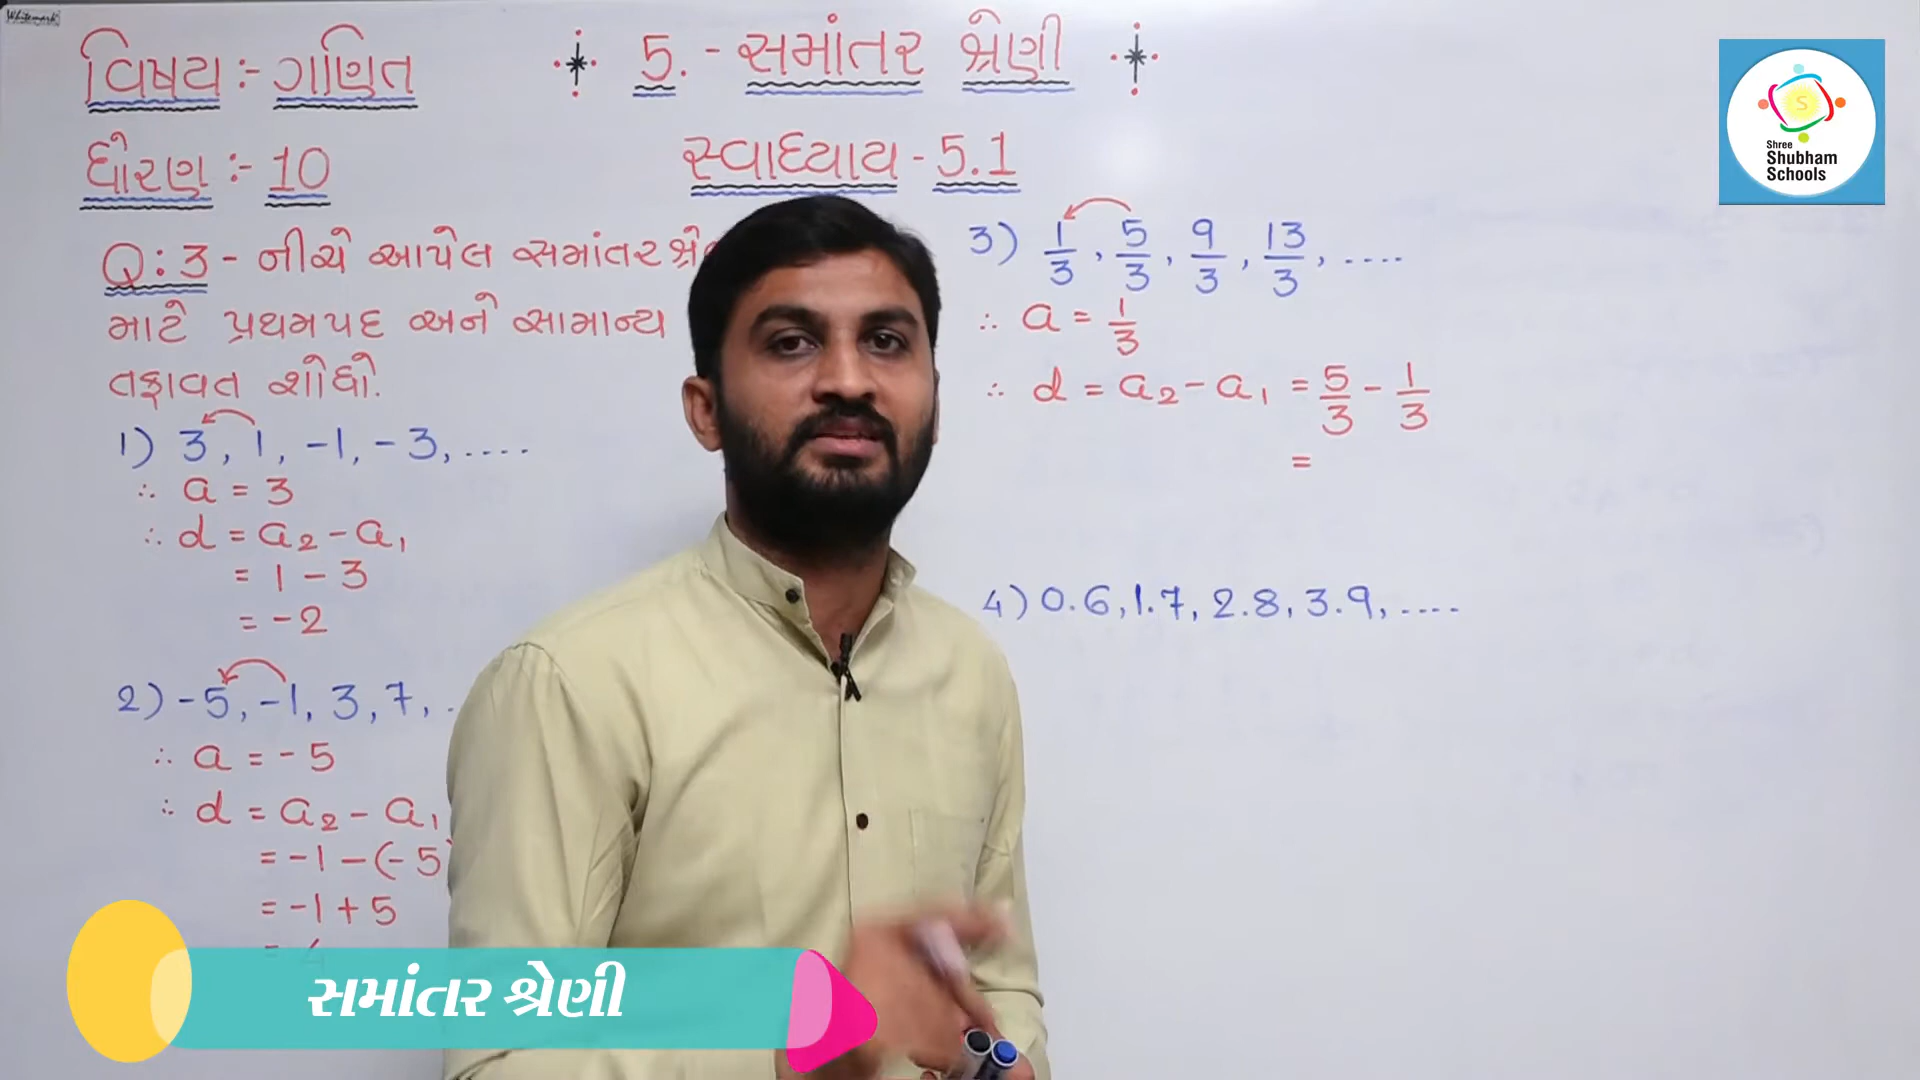 Whitemark
વિષય :- ગણિત
5. - સમાંતર શ્રેણી
ધોરણ :- 10
સ્વાધ્યાય - 5.1
Q:3 - નીચે આપેલ સમાંતર
માટે પ્રથમપદ અને સામાન્ય
તફાવત શોધો.
1) 3, 1, -1, -3, ....
∴ a = 3
∴ d = a₂ - a₁
= 1 - 3
= -2
2) -5, -1, 3, 7, .
∴ a = -5
∴ d = a₂ - a₁
= -1 - (-5)
= -1 + 5
= 4
3) 1/3, 5/3, 9/3, 13/3, ....
∴ a = 1/3
∴ d = a₂ - a₁ = 5/3 - 1/3
=
4) 0.6, 1.7, 2.8, 3.9, ....
Shree
Shubham
Schools
સમાંતર શ્રેણી